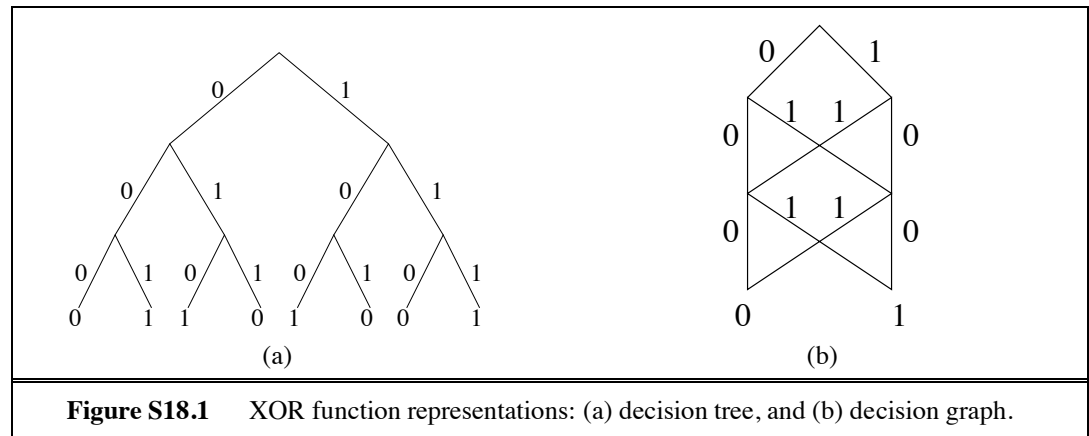 0 1
0 1 0 1
0 1 0 1 0 1 0 1
0 1 1 0 1 0 0 1
(a)
0 1
0 1 1 0
0 1 1 0
0 1
(b)
Figure S18.1 XOR function representations: (a) decision tree, and (b) decision graph.